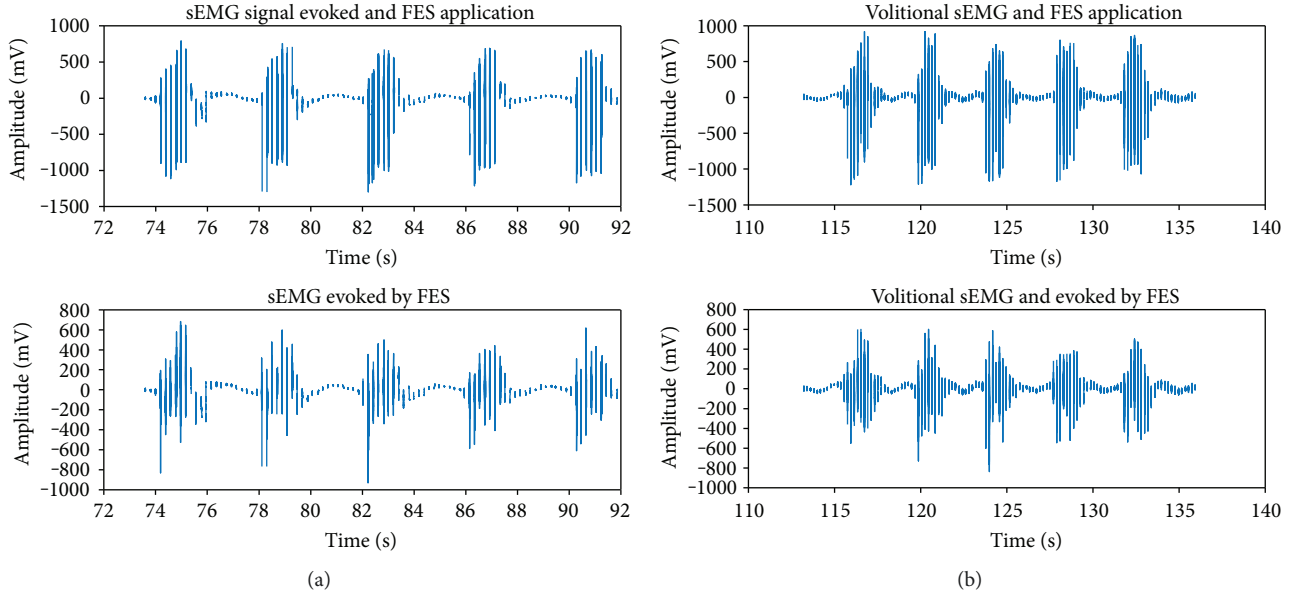 sEMG signal evoked and FES application
Amplitude (mV)
1000
500
0
−500
−1000
−1500
72 74 76 78 80 82 84 86 88 90 92
Time (s)
sEMG evoked by FES
Amplitude (mV)
800
600
400
200
0
−200
−400
−600
−800
−1000
72 74 76 78 80 82 84 86 88 90 92
Time (s)
(a)
Volitional sEMG and FES application
Amplitude (mV)
1000
500
0
−500
−1000
−1500
110 115 120 125 130 135 140
Time (s)
Volitional sEMG and evoked by FES
Amplitude (mV)
800
600
400
200
0
−200
−400
−600
−800
−1000
110 115 120 125 130 135 140
Time (s)
(b)